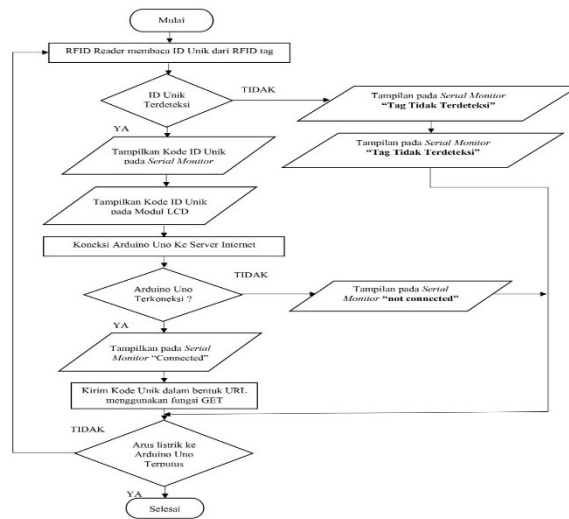 Mulai
RFID Reader membaca ID Unik dari RFID tag
ID Unik
Terdeteksi
TIDAK
Tampilan pada Serial Monitor
“Tag Tidak Terdeteksi”
YA
Tampilkan Kode ID Unik
pada Serial Monitor
Tampilan pada Serial Monitor
“Tag Tidak Terdeteksi”
Tampilkan Kode ID Unik
pada Modul LCD
Koneksi Arduino Uno Ke Server Internet
TIDAK
Arduino Uno
Terkoneksi ?
Tampilan pada Serial
Monitor “not connected”
YA
Tampilkan pada Serial
Monitor “Connected”
Kirim Kode Unik dalam bentuk URL
menggunakan fungsi GET
TIDAK
Arus listrik ke
Arduino Uno
Terputus
YA
Selesai